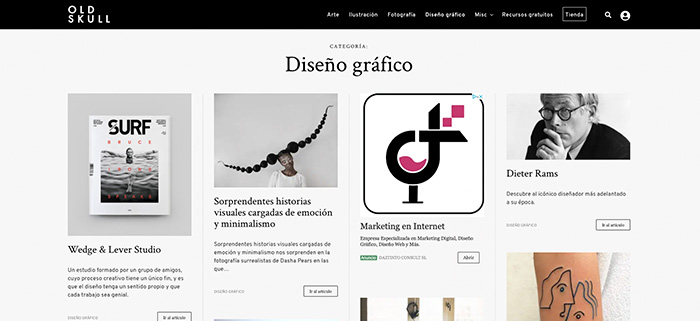 OLD
SKULL
Arte Ilustración Fotografía Diseño gráfico Misc Recursos gratuitos Tienda
CATEGORÍA:
Diseño gráfico
SURF
BRUCE
Wedge & Lever Studio
Un estudio formado por un grupo de amigos,
cuyo proceso creativo tiene un único fin, y es
que el diseño tenga un sentido propio y que
cada trabajo sea genial.
DISEÑO GRÁFICO
Ir al artículo
Sorprendentes historias
visuales cargadas de emoción
y minimalismo
Sorprendentes historias visuales cargadas de
emoción y minimalismo nos sorprenden en la
fotografía surrealistas de Dasha Pears en las
que...
DISEÑO GRÁFICO
Ir al artículo
Marketing en Internet
Empresa Especializada en Marketing Digital, Diseño
Gráfico, Diseño Web y Más.
Anuncio DAZTINTO CONSULT SL
Abrir
Dieter Rams
Descubre al icónico diseñador más adelantado
a su época.
DISEÑO GRÁFICO
Ir al artículo